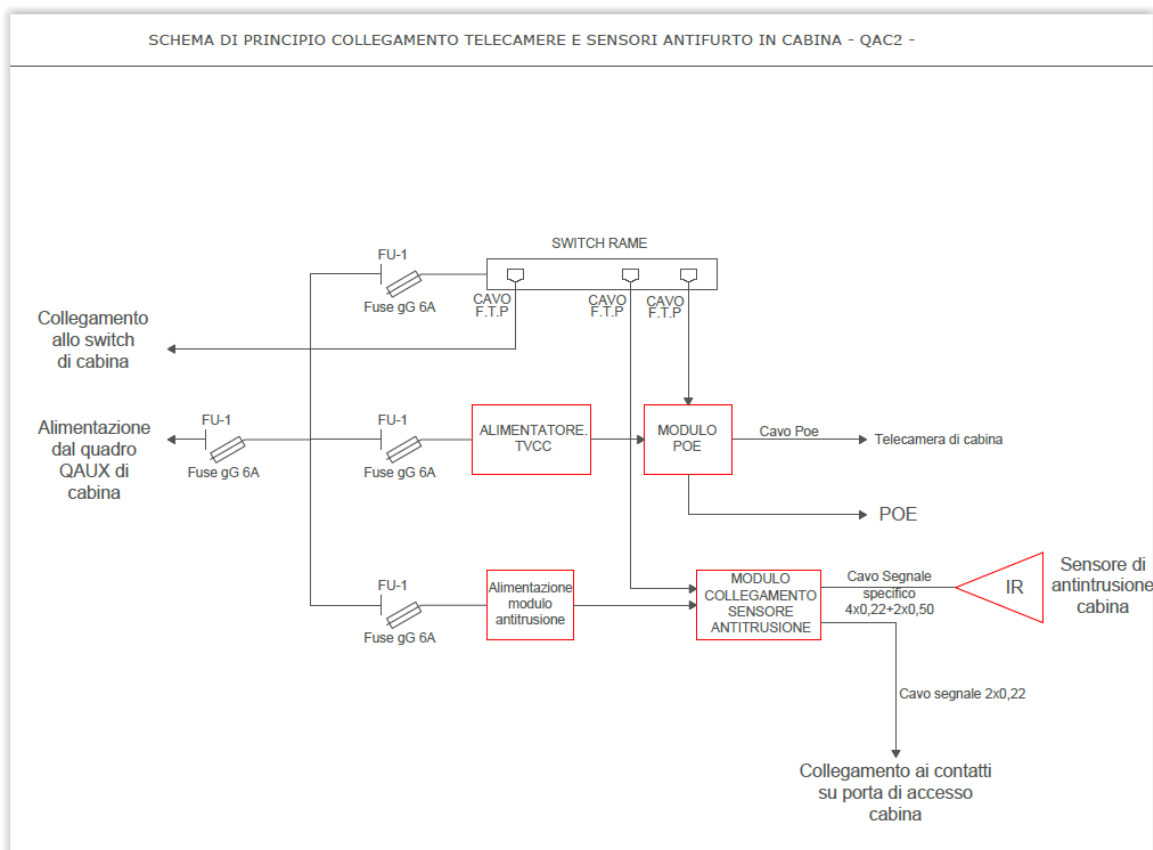 SCHEMA DI PRINCIPIO COLLEGAMENTO TELECAMERE E SENSORI ANTIFURTO IN CABINA - QAC2 -
SWITCH RAME
FU-1
Fuse gG 6A
CAVO
F.T.P
CAVO
F.T.P
CAVO
F.T.P
Collegamento
allo switch
di cabina
Alimentazione
dal quadro
QAUX di
cabina
FU-1
Fuse gG 6A
FU-1
Fuse gG 6A
ALIMENTATORE.
TVCC
MODULO
POE
Cavo Poe
Telecamera di cabina
POE
FU-1
Fuse gG 6A
Alimentazione
modulo
antitrusione
MODULO
COLLEGAMENTO
SENSORE
ANTITRUSIONE
Cavo Segnale
specifico
4x0,22+2x0,50
IR
Sensore di
antintrusione
cabina
Cavo segnale 2x0,22
Collegamento ai contatti
su porta di accesso
cabina